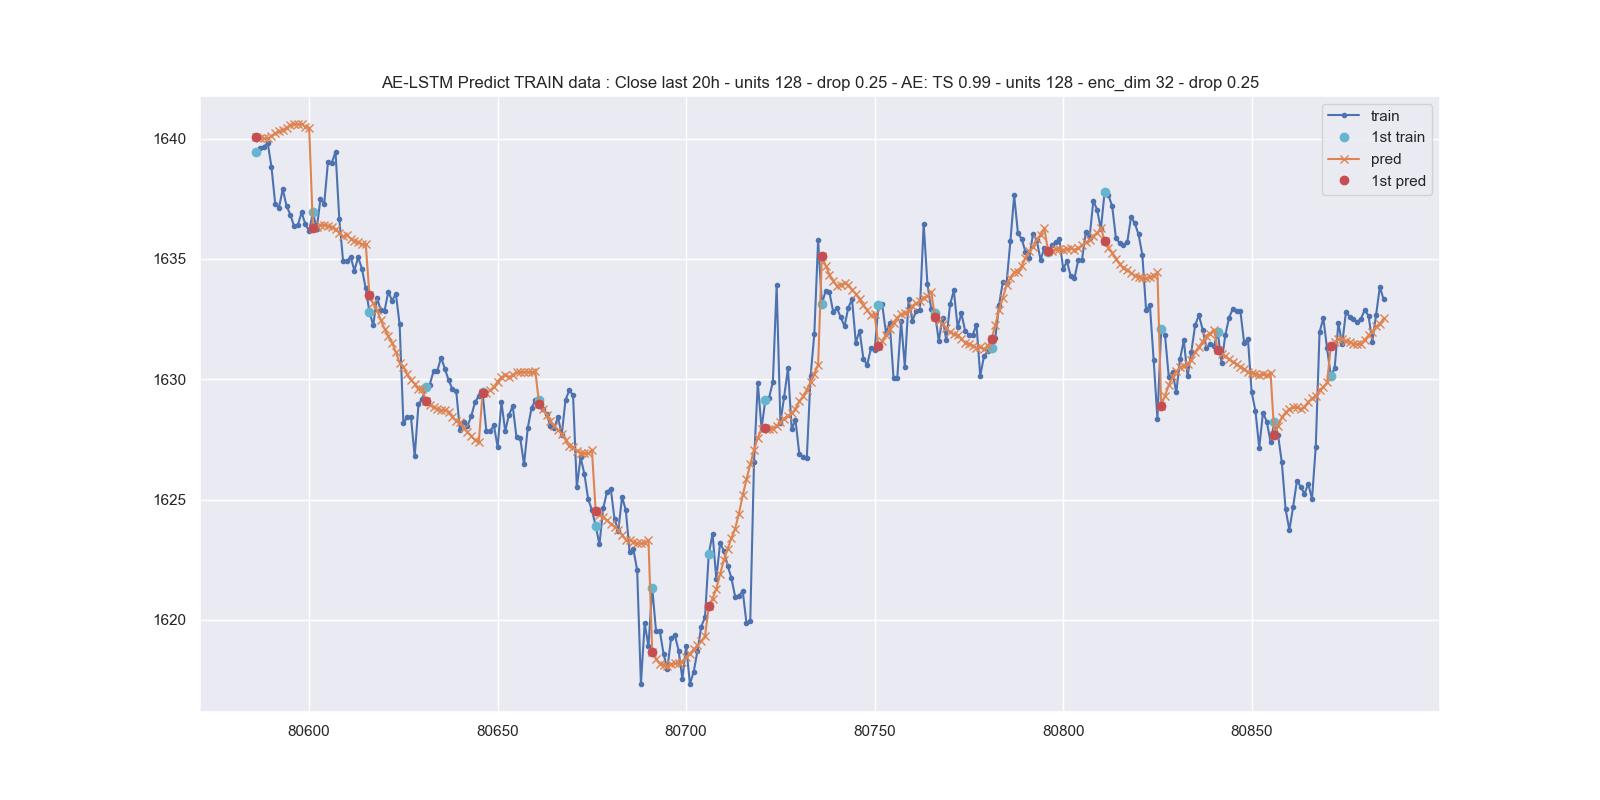 AE-LSTM Predict TRAIN data : Close last 20h - units 128 - drop 0.25 - AE: TS 0.99 - units 128 - enc_dim 32 - drop 0.25
train
1st train
pred
1st pred
1640
1635
1630
1625
1620
80600 80650 80700 80750 80800 80850